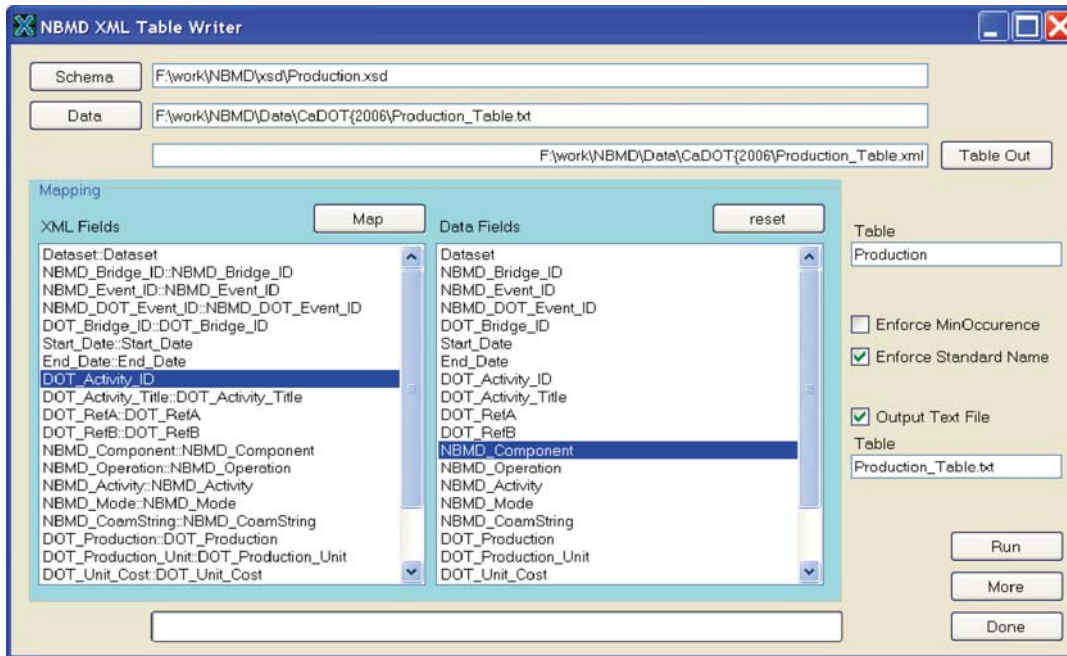 NBMD XML Table Writer
Schema
F:\work\NBMD\xsd\Production.xsd
Data
F:\work\NBMD\Data\CaDOT{2006\Production_Table.txt
F:\work\NBMD\Data\CaDOT{2006\Production_Table.xml
Table Out
Mapping
XML Fields
Map
Dataset::Dataset
NBMD_Bridge_ID::NBMD_Bridge_ID
NBMD_Event_ID::NBMD_Event_ID
NBMD_DOT_Event_ID::NBMD_DOT_Event_ID
DOT_Bridge_ID::DOT_Bridge_ID
Start_Date::Start_Date
End_Date::End_Date
DOT_Activity_ID
DOT_Activity_Title::DOT_Activity_Title
DOT_RefA::DOT_RefA
DOT_RefB::DOT_RefB
NBMD_Component::NBMD_Component
NBMD_Operation::NBMD_Operation
NBMD_Activity::NBMD_Activity
NBMD_Mode::NBMD_Mode
NBMD_CoamString::NBMD_CoamString
DOT_Production::DOT_Production
DOT_Production_Unit::DOT_Production_Unit
DOT_Unit_Cost::DOT_Unit_Cost
Data Fields
reset
Dataset
NBMD_Bridge_ID
NBMD_Event_ID
NBMD_DOT_Event_ID
DOT_Bridge_ID
Start_Date
End_Date
DOT_Activity_ID
DOT_Activity_Title
DOT_RefA
DOT_RefB
NBMD_Component
NBMD_Operation
NBMD_Activity
NBMD_Mode
NBMD_CoamString
DOT_Production
DOT_Production_Unit
DOT_Unit_Cost
Table
Production
Enforce MinOccurence
Enforce Standard Name
Output Text File
Table
Production_Table.txt
Run
More
Done